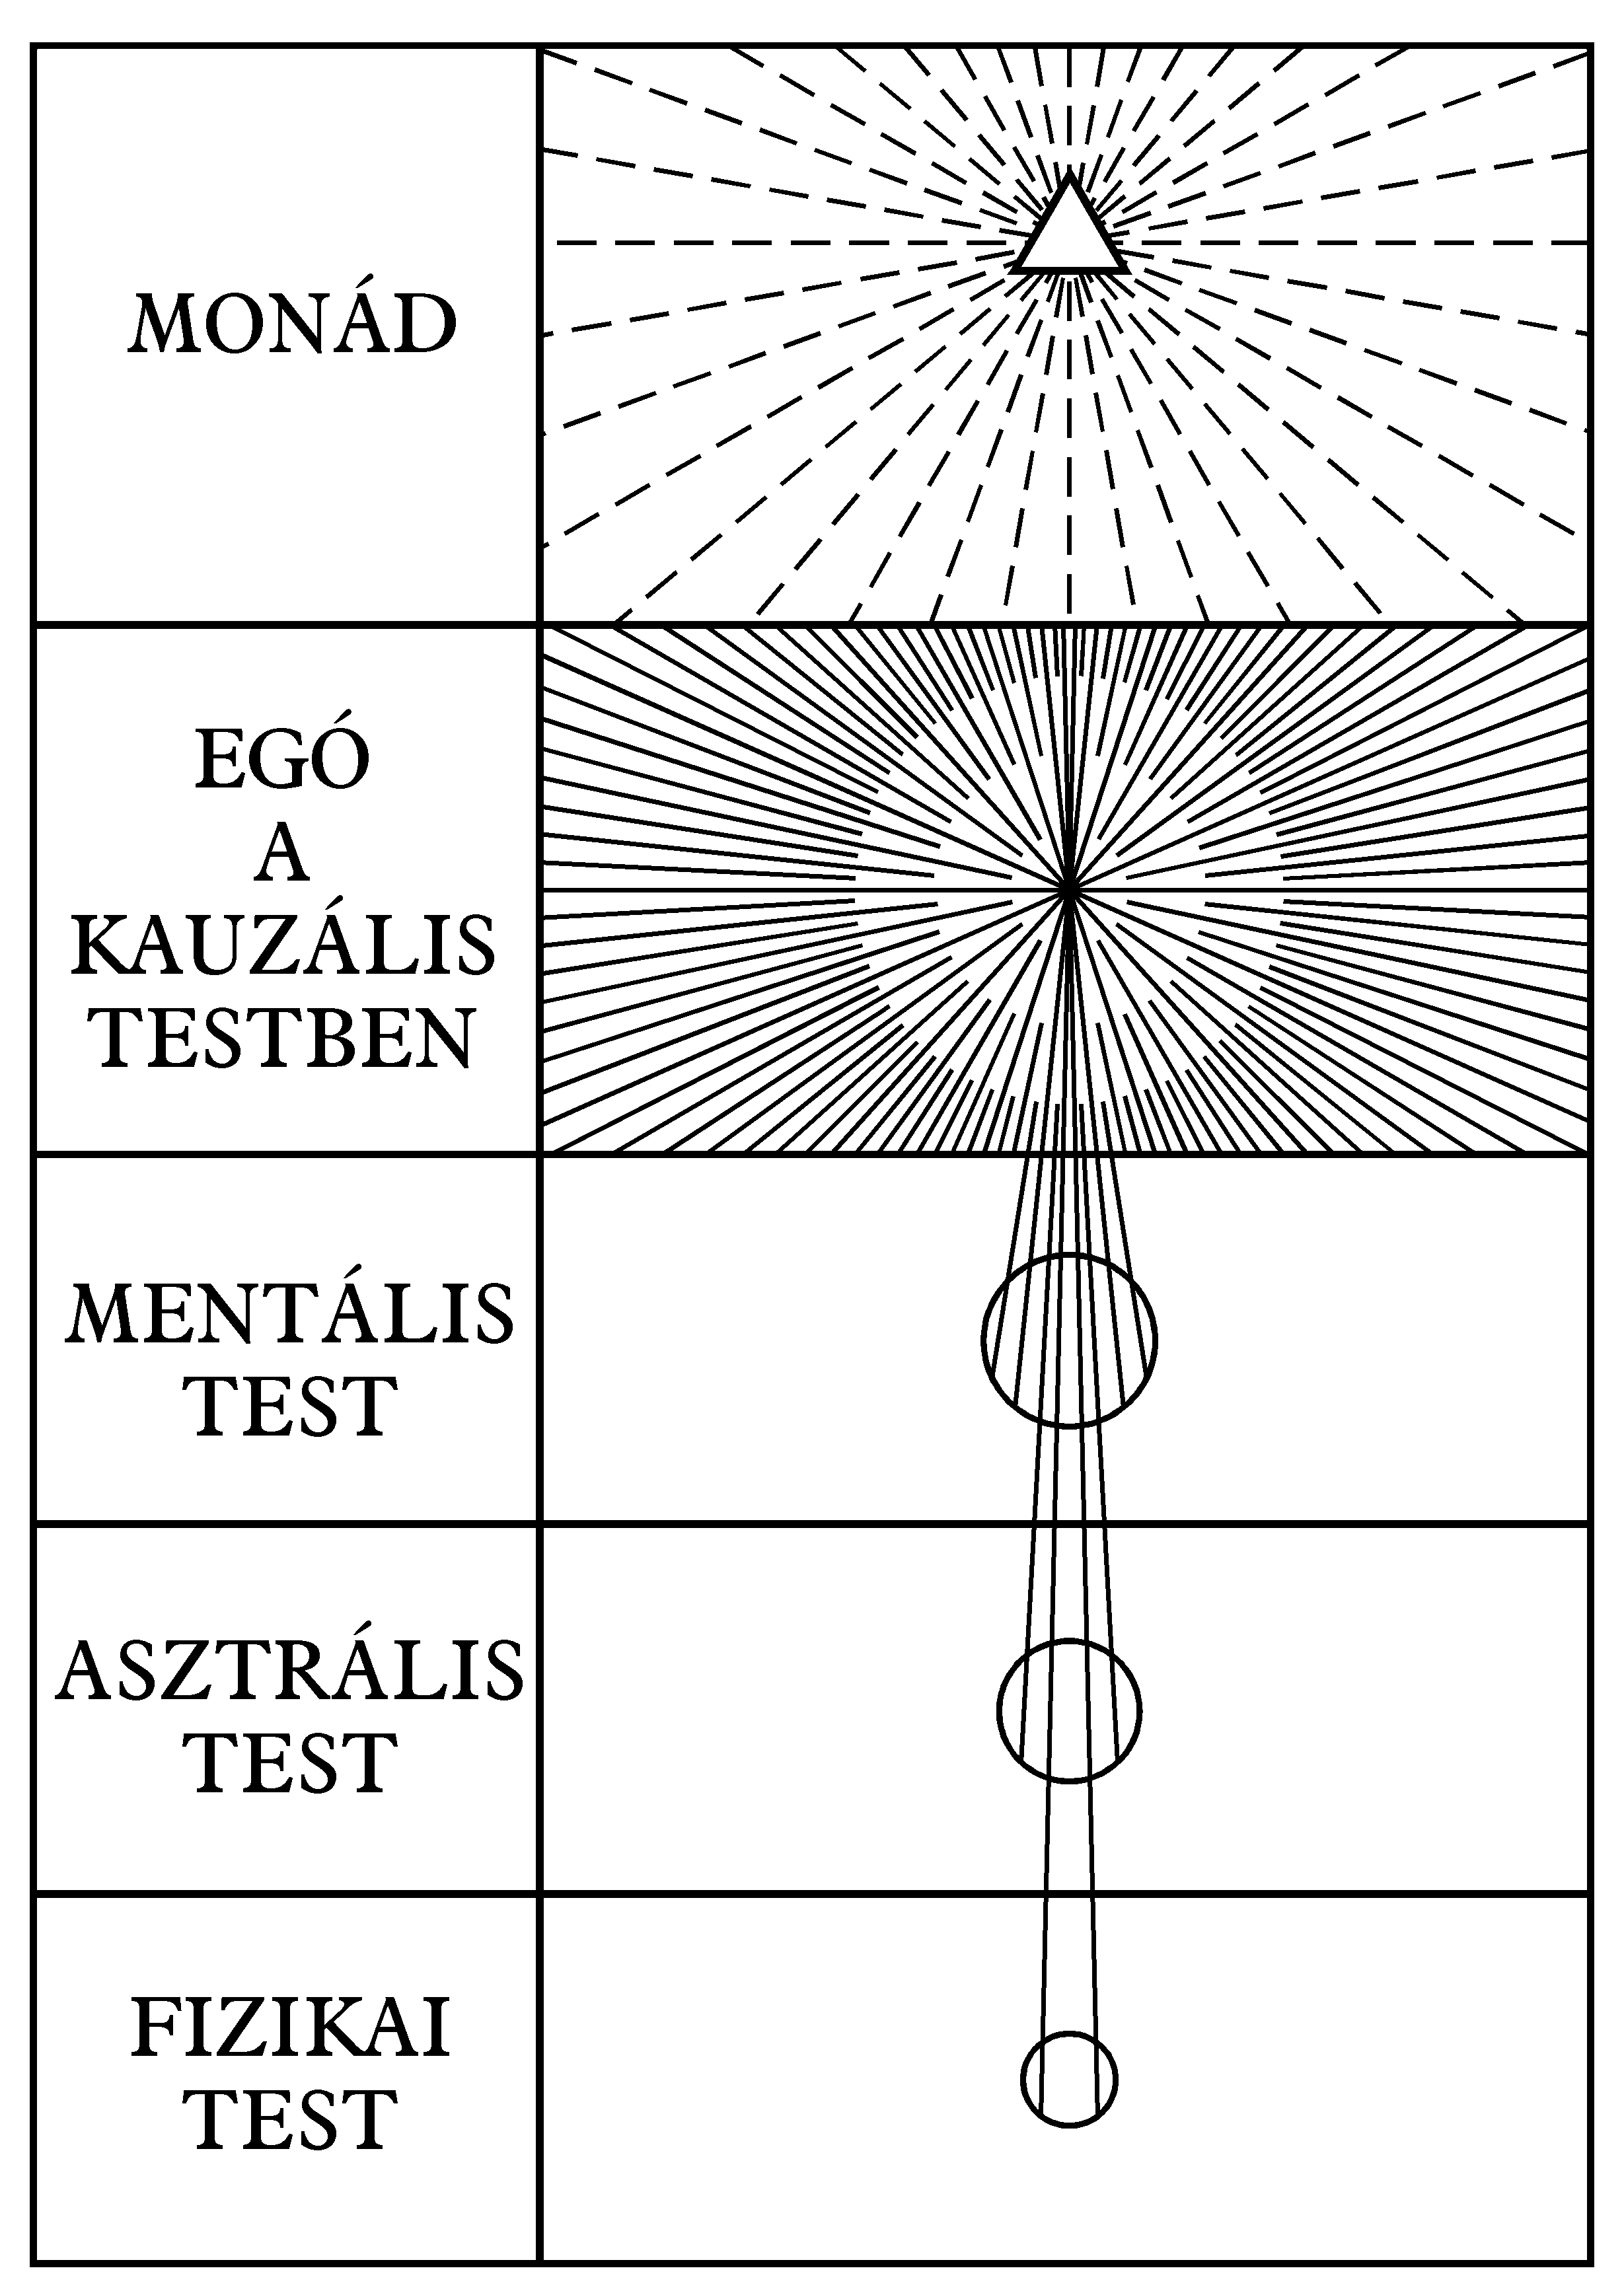 MONÁD
EGÓ
A
KAUZÁLIS
TESTBEN
MENTÁLIS
TEST
ASZTRÁLIS
TEST
FIZIKAI
TEST